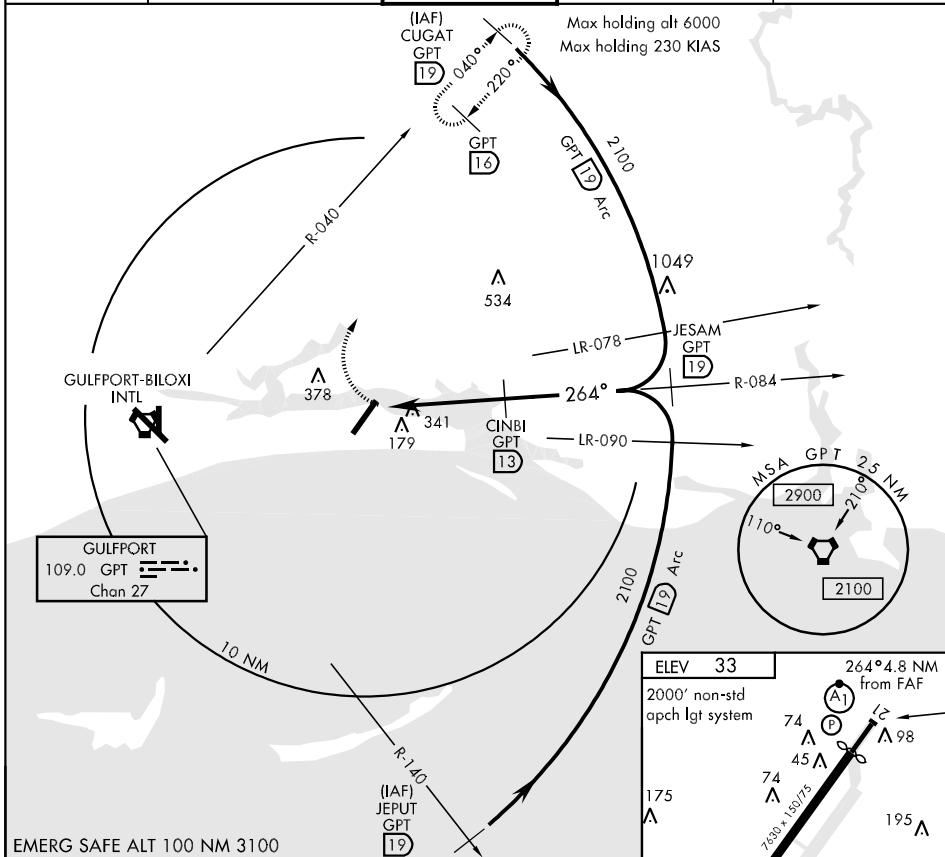 (IAF)
CUGAT
GPT
19
Max holding alt 6000
Max holding 230 KIAS
040°
220°
GPT
16
2100
GPT 19 Arc
R-040
1049
534
JESAM
GPT
19
LR-078
R-084
GULFPORT-BILOXI
INTL
378
264°
341
179
CINBI
GPT
13
LR-090
MSA GPT 25 NM
2900
210°
110°
2100
GULFPORT
109.0 GPT
Chan 27
2100
GPT 19 Arc
10 NM
R-140
(IAF)
JEPUT
GPT
19
EMERG SAFE ALT 100 NM 3100
ELEV 33
264° 4.8 NM
from FAF
2000' non-std
apch lgt system
A1
P
21
74
98
45
74
175
7630 x 150/75
195